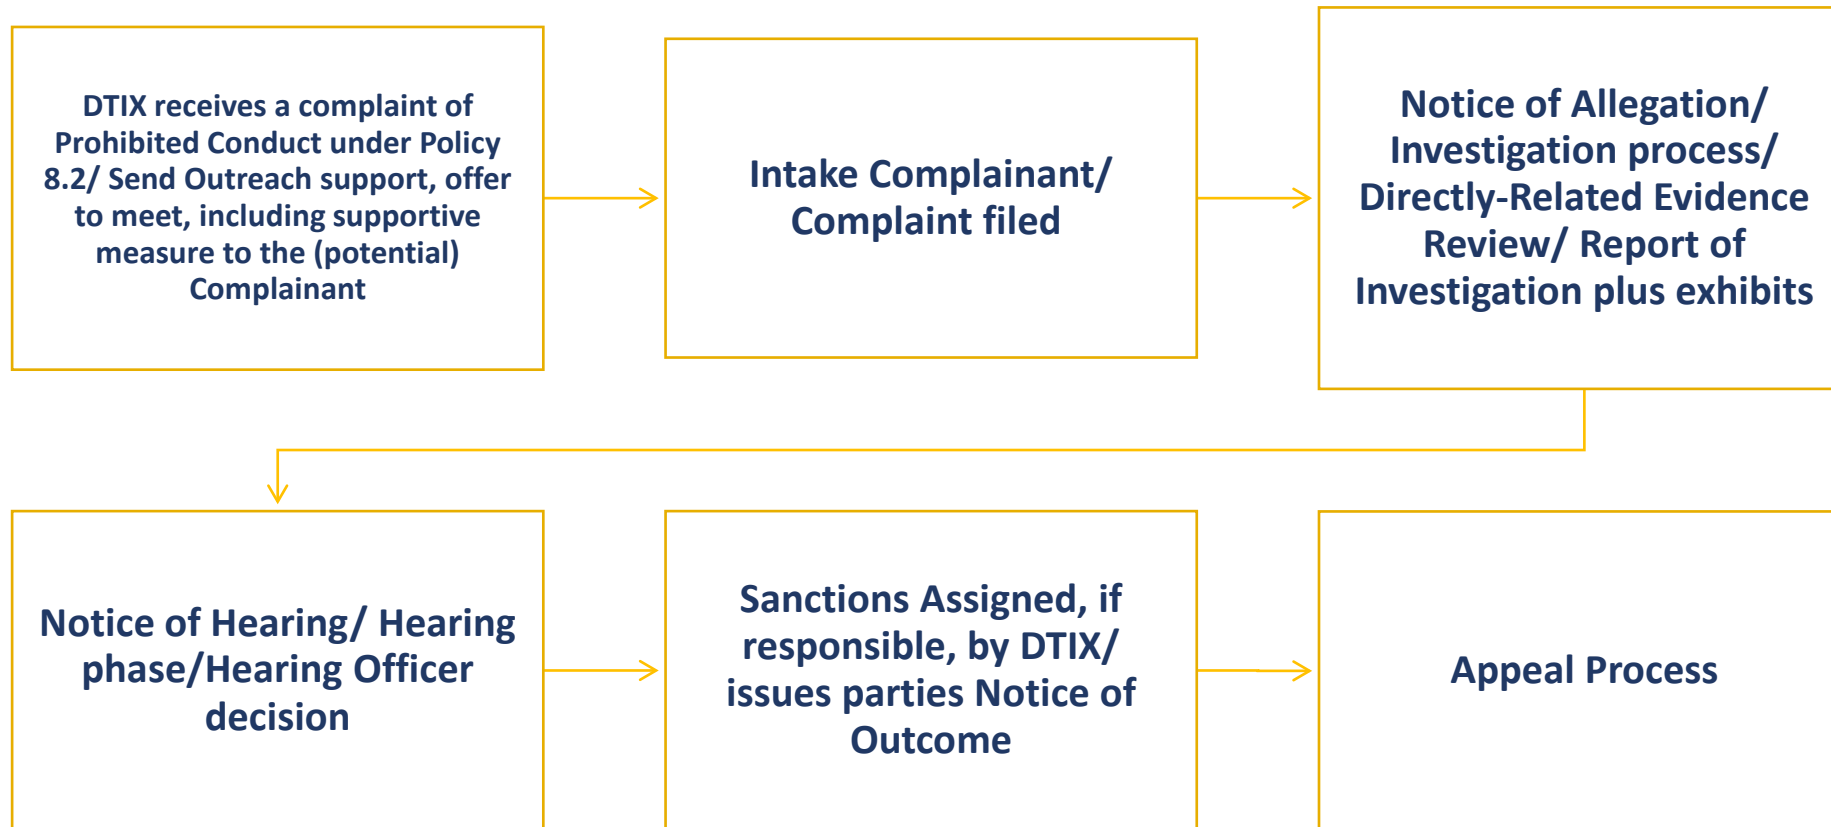 DTIX receives a complaint of
Prohibited Conduct under Policy
8.2/ Send Outreach support, offer
to meet, including supportive
measure to the (potential)
Complainant
Intake Complainant/
Complaint filed
Notice of Allegation/
Investigation process/
Directly-Related Evidence
Review/ Report of
Investigation plus exhibits
Notice of Hearing/ Hearing
phase/Hearing Officer
decision
Sanctions Assigned, if
responsible, by DTIX/
issues parties Notice of
Outcome
Appeal Process